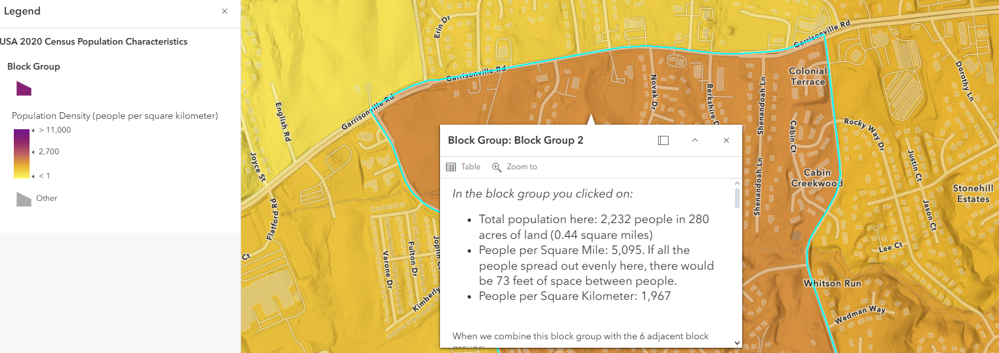 Legend
USA 2020 Census Population Characteristics
Block Group
Population Density (people per square kilometer)
> 11,000
2,700
< 1
Other
Erin Dr
Garrisonville Rd
Garrisonville Rd
Garrisonville Rd
Colonial
Terrace
Dorothy Ln
Novak Dr
Berkshire D
Shenandoah Ln
English Rd
Cabin Ct
Rocky Way Dr
Justin Ct
Joyce St
Cabin
Creekwood
Shenandoah Ln
Stonehill
Estates
Flatford Rd
Jason Ct
Ct
Varone Dr
Fulton Dr
Joplin C
Lee Ct
Kimberly
Whitson Run
Wedman Way
Block Group: Block Group 2
Table
Zoom to
In the block group you clicked on:
• Total population here: 2,232 people in 280
acres of land (0.44 square miles)
• People per Square Mile: 5,095. If all the
people spread out evenly here, there would
be 73 feet of space between people.
• People per Square Kilometer: 1,967
When we combine this block group with the 6 adjacent block
groups: